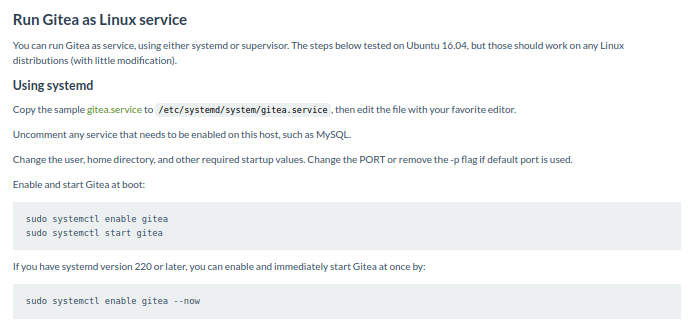 Run Gitea as Linux service
You can run Gitea as service, using either systemd or supervisor. The steps below tested on Ubuntu 16.04, but those should work on any Linux
distributions (with little modification).
Using systemd
Copy the sample gitea.service to /etc/systemd/system/gitea.service, then edit the file with your favorite editor.
Uncomment any service that needs to be enabled on this host, such as MySQL.
Change the user, home directory, and other required startup values. Change the PORT or remove the -p flag if default port is used.
Enable and start Gitea at boot:
sudo systemctl enable gitea
sudo systemctl start gitea
If you have systemd version 220 or later, you can enable and immediately start Gitea at once by:
sudo systemctl enable gitea --now